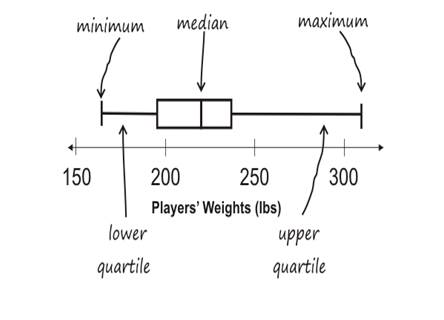 minimum
median
maximum
150 200 250 300
Players’ Weights (lbs)
lower
quartile
upper
quartile